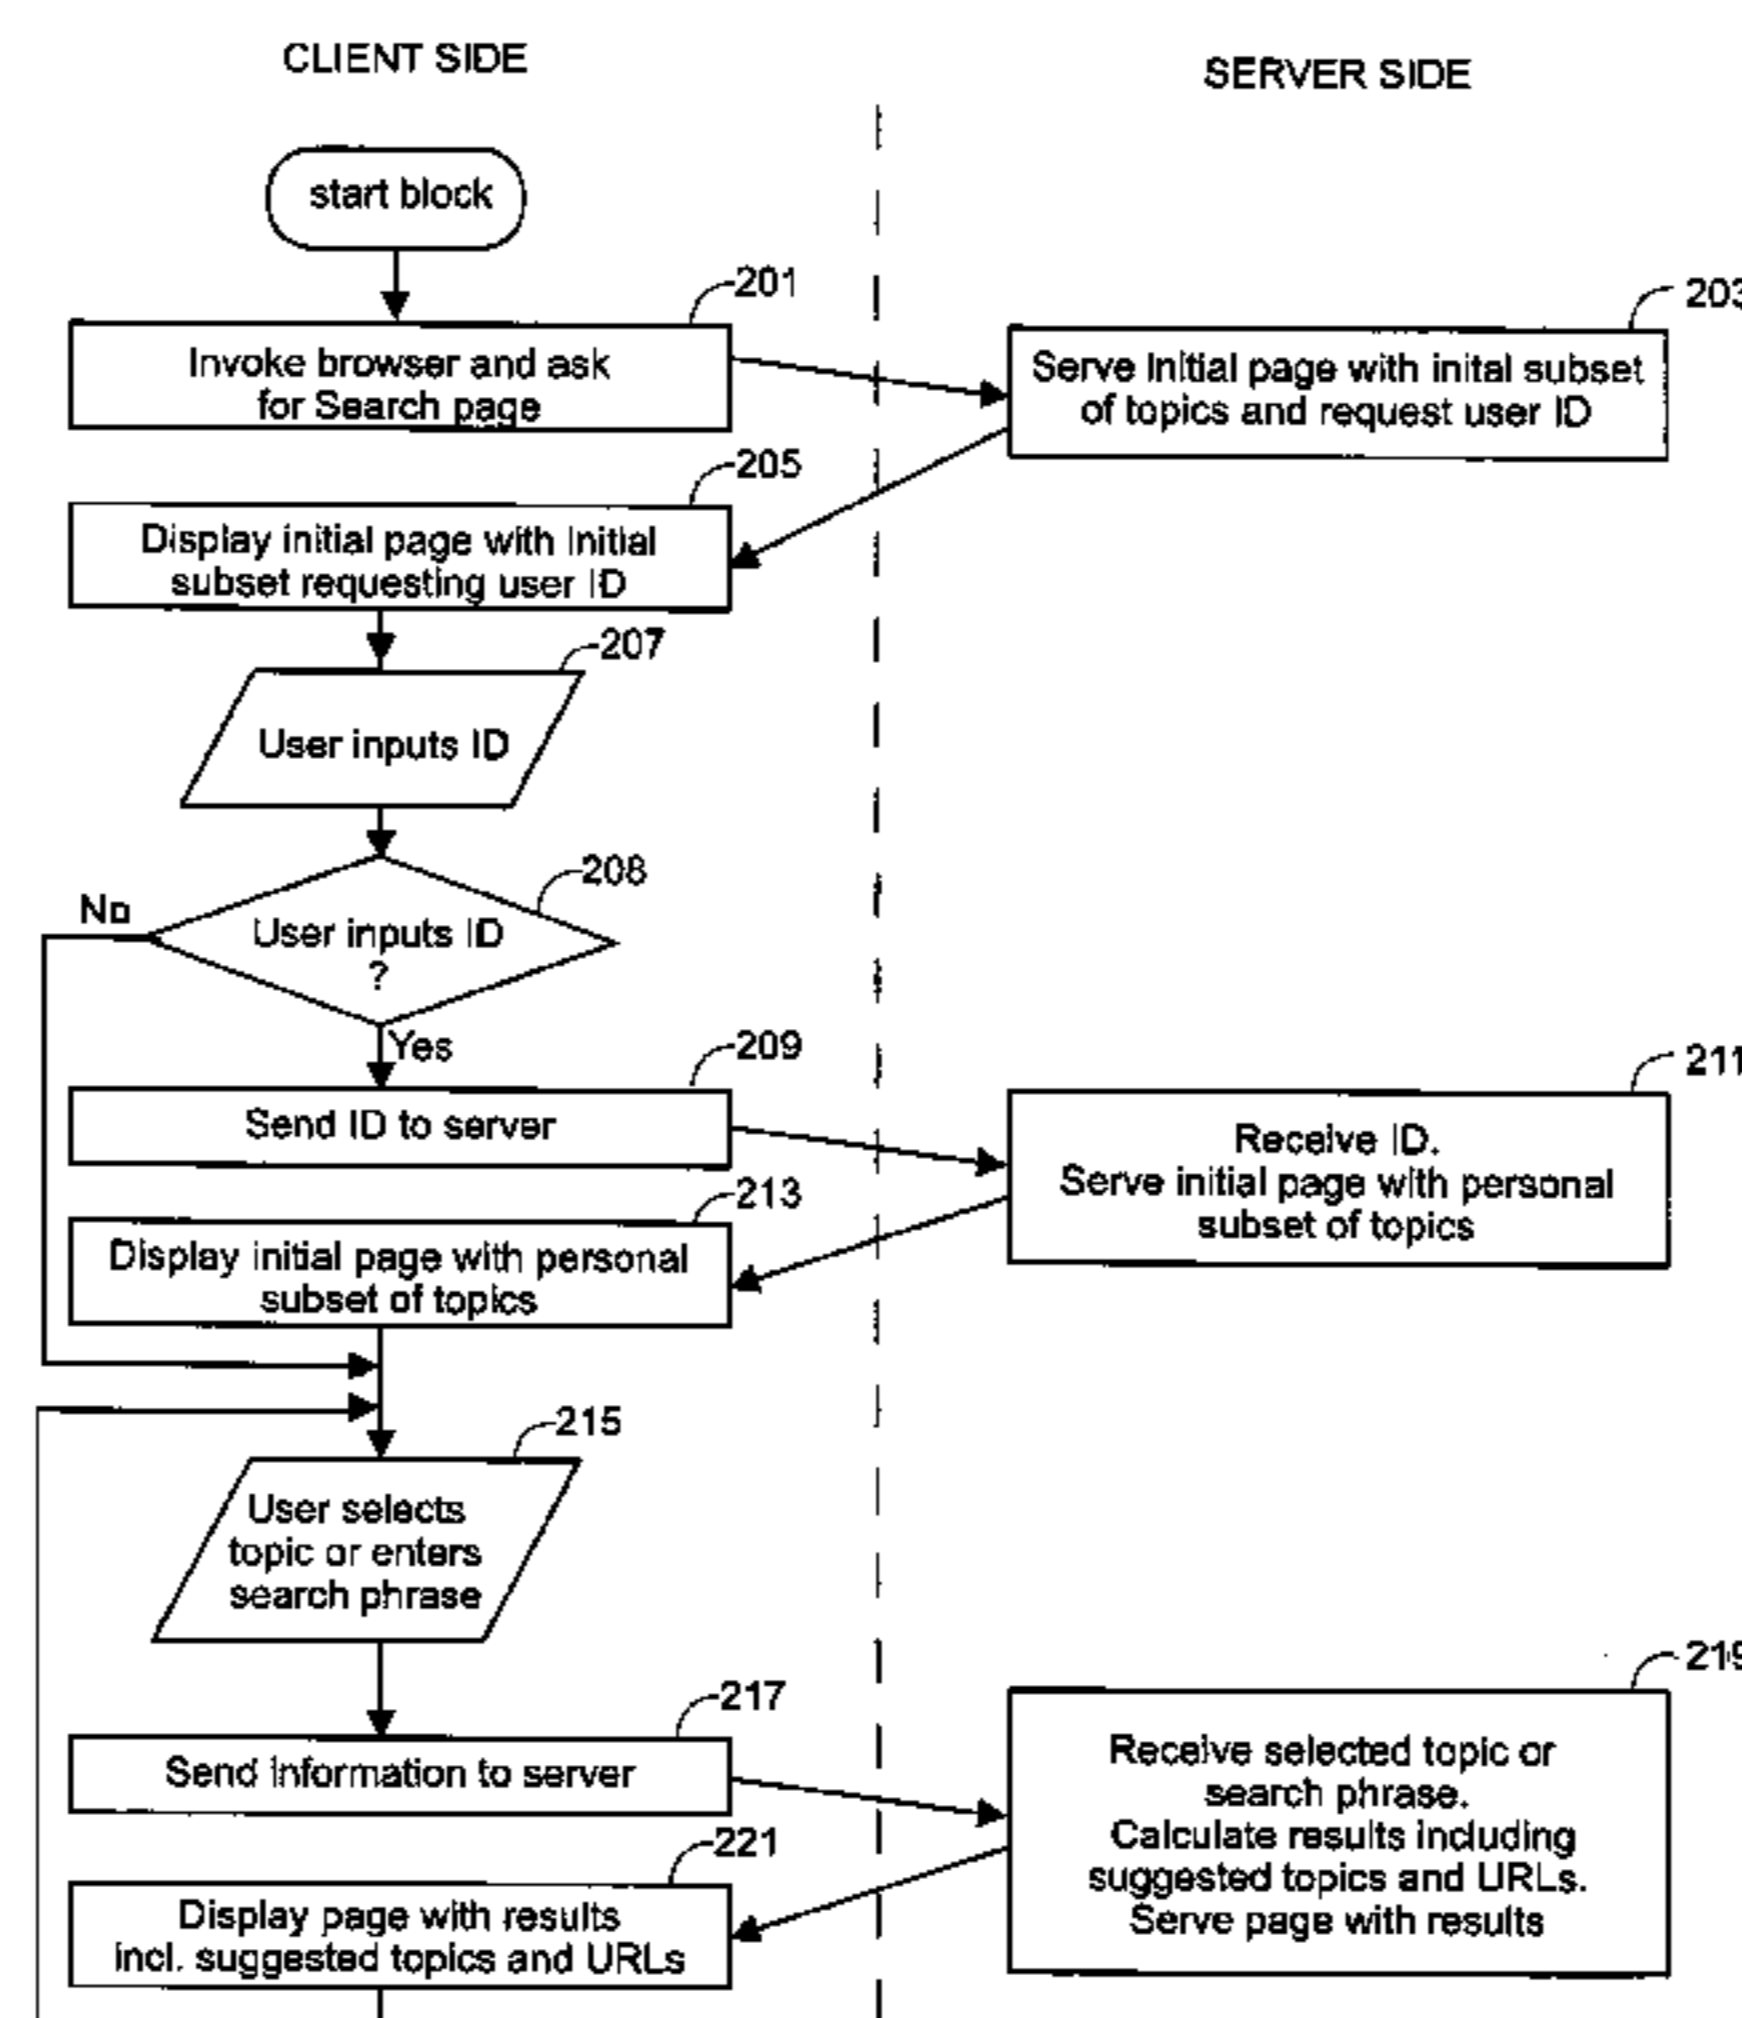 CLIENT SIDE
SERVER SIDE
start block
201
203
Invoke browser and ask
for Search page
Serve Initial page with inital subset
of topics and request user ID
205
Display initial page with Initial
subset requesting user ID
207
User inputs ID
208
No
User inputs ID
?
Yes
209
211
Send ID to server
Receive ID.
Serve initial page with personal
subset of topics
213
Display initial page with personal
subset of topics
215
User selects
topic or enters
search phrase
217
219
Send Information to server
Receive selected topic or
search phrase.
Calculate results including
suggested topics and URLs.
Serve page with results
221
Display page with results
incl. suggested topics and URLs